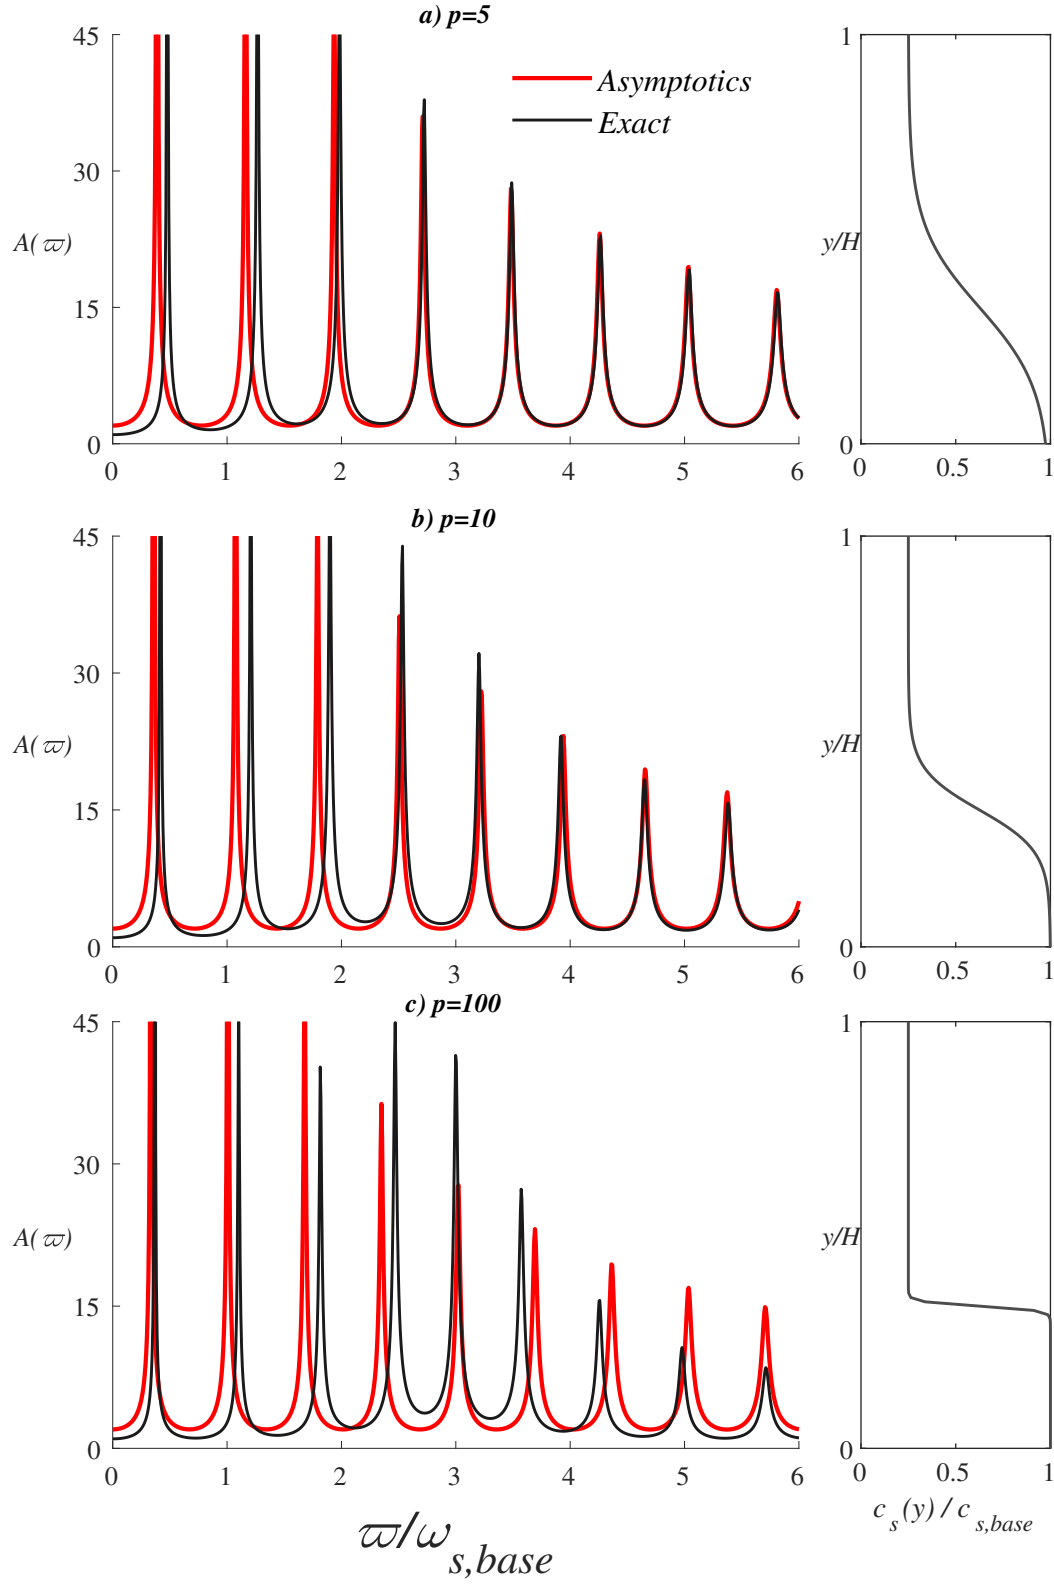 a) p=5
45
30
15
0
A(ϖ)
Asymptotics
Exact
0 1 2 3 4 5 6
1
y/H
0
0 0.5 1
b) p=10
45
30
15
0
A(ϖ)
0 1 2 3 4 5 6
1
y/H
0
0 0.5 1
c) p=100
45
30
15
0
A(ϖ)
0 1 2 3 4 5 6
ϖ/ω s,base
1
y/H
0
0 0.5 1
c s (y) / c s,base